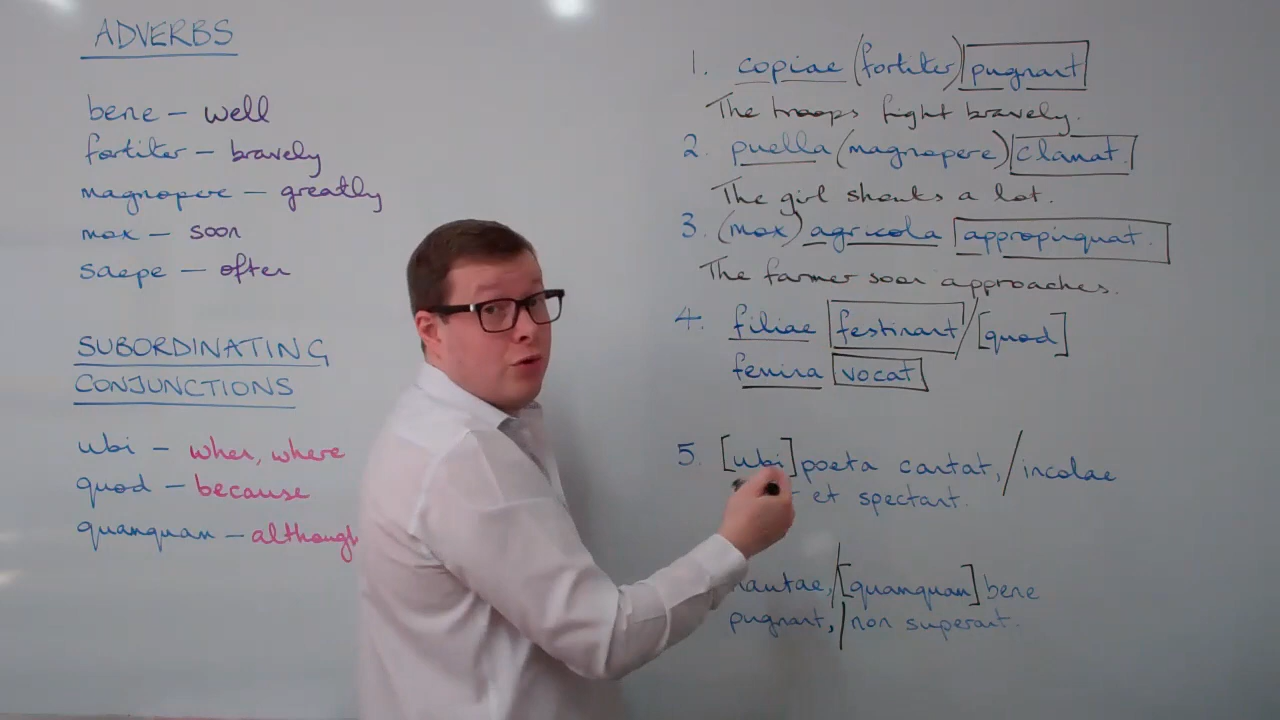 ADVERBS
bene – well
fortiter – bravely
magnopere – greatly
mox – soon
saepe – often
SUBORDINATING
CONJUNCTIONS
ubi – when, where
quod – because
quamquam – although
1. copiae (fortiter) pugnant
The troops fight bravely.
2. puella (magnopere) clamat.
The girl shouts a lot.
3. (mox) agricola appropinquat.
The farmer soon approaches.
4. filiae festinant / [quod]
femina vocat
5. [ubi] poeta cantat, / incolae
et spectant.
nautae, / [quamquam] bene
pugnant, / non superant.